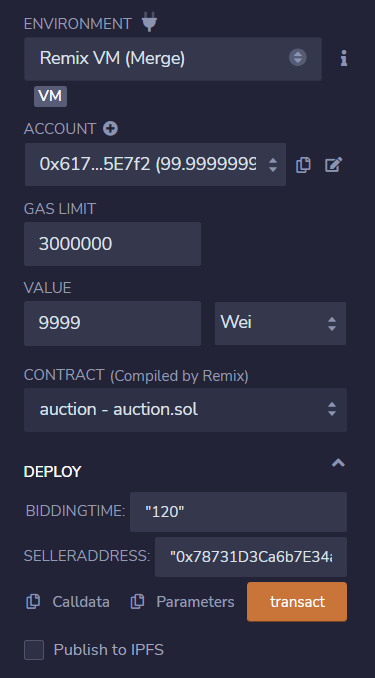 ENVIRONMENT
Remix VM (Merge)
VM
ACCOUNT
0x617...5E7f2 (99.9999999
GAS LIMIT
3000000
VALUE
9999 Wei
CONTRACT (Compiled by Remix)
auction - auction.sol
DEPLOY
BIDDINGTIME: "120"
SELLERADDRESS: "0x78731D3Ca6b7E34a
Calldata Parameters transact
Publish to IPFS